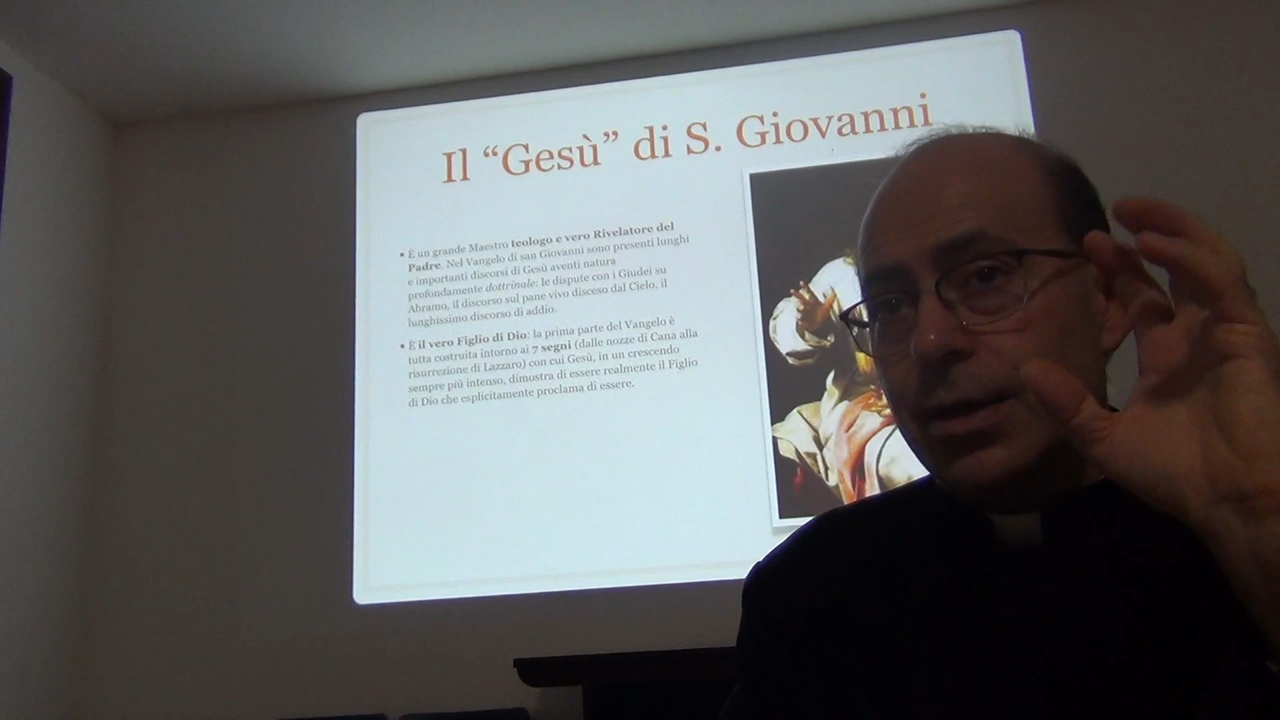 Il “Gesù” di S. Giovanni
• È un grande Maestro teologo e vero Rivelatore del
Padre. Nel Vangelo di san Giovanni sono presenti lunghi
e importanti discorsi di Gesù aventi natura
profondamente dottrinale: le dispute con i Giudei su
Abramo, il discorso sul pane vivo disceso dal Cielo, il
lunghissimo discorso di addio.
• È il vero Figlio di Dio: la prima parte del Vangelo è
tutta costruita intorno ai 7 segni (dalle nozze di Cana alla
risurrezione di Lazzaro) con cui Gesù, in un crescendo
sempre più intenso, dimostra di essere realmente il Figlio
di Dio che esplicitamente proclama di essere.